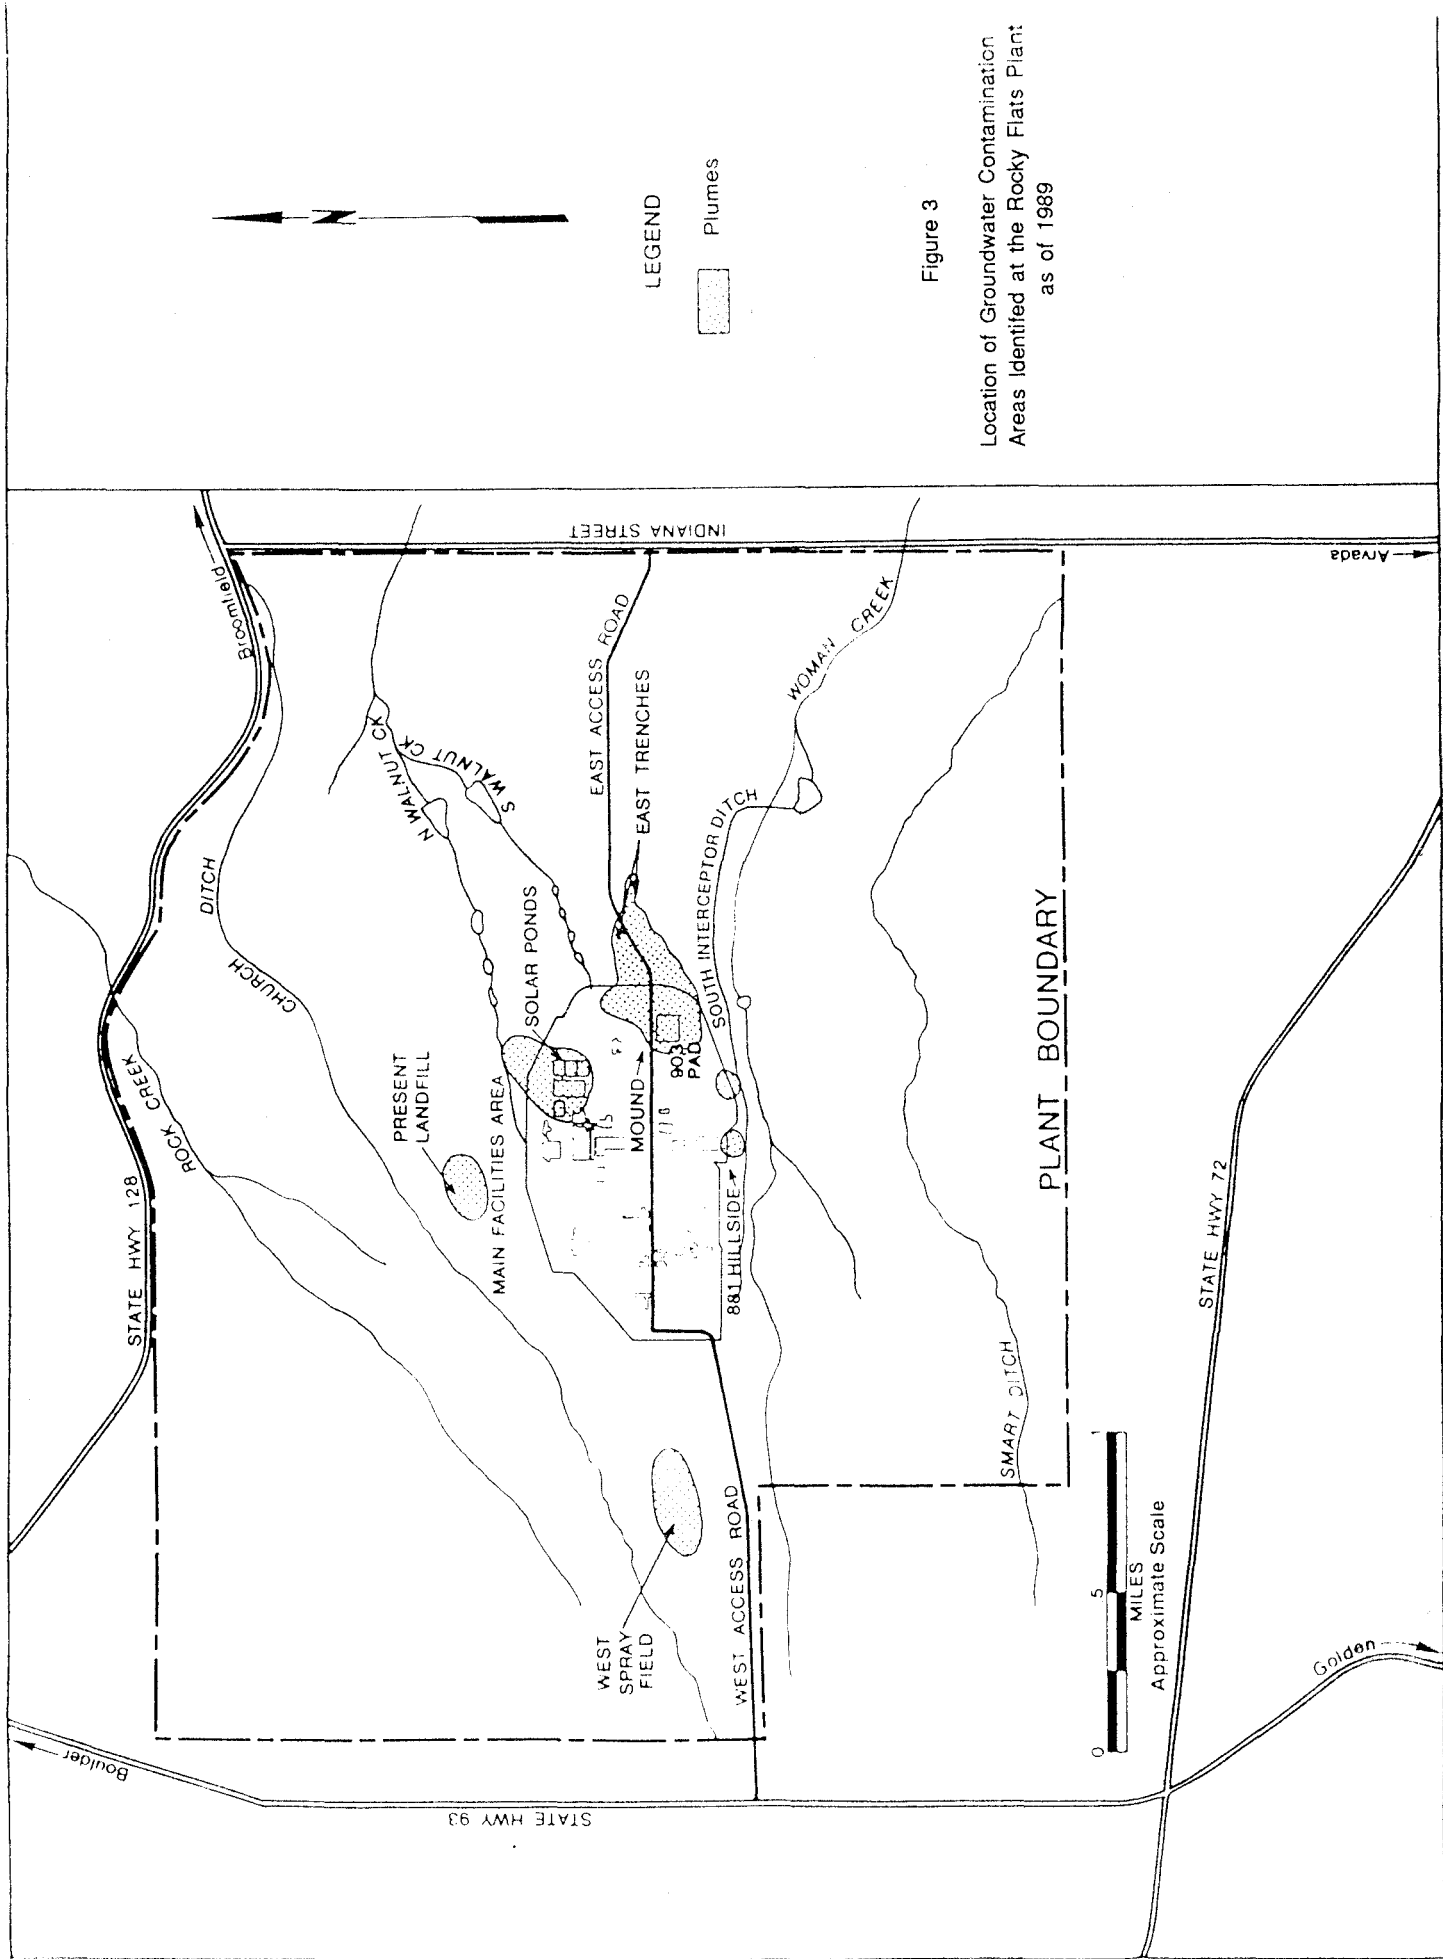 Boulder
STATE HWY 93
STATE HWY 128
Broomfield
ROCK CREEK
CHURCH
DITCH
PRESENT
LANDFILL
N WALNUT CK
S WALNUT CK
MAIN FACILITIES AREA
SOLAR PONDS
INDIANA STREET
WEST
SPRAY
FIELD
EAST ACCESS ROAD
EAST TRENCHES
MOUND
903
PAD
WEST ACCESS ROAD
881 HILLSIDE
SOUTH INTERCEPTOR DITCH
WOMAN CREEK
SMART DITCH
PLANT BOUNDARY
Arvada
0
5
1
MILES
Approximate Scale
STATE HWY 72
Golden
N
LEGEND
Plumes
Figure 3
Location of Groundwater Contamination
Areas Identifed at the Rocky Flats Plant
as of 1989